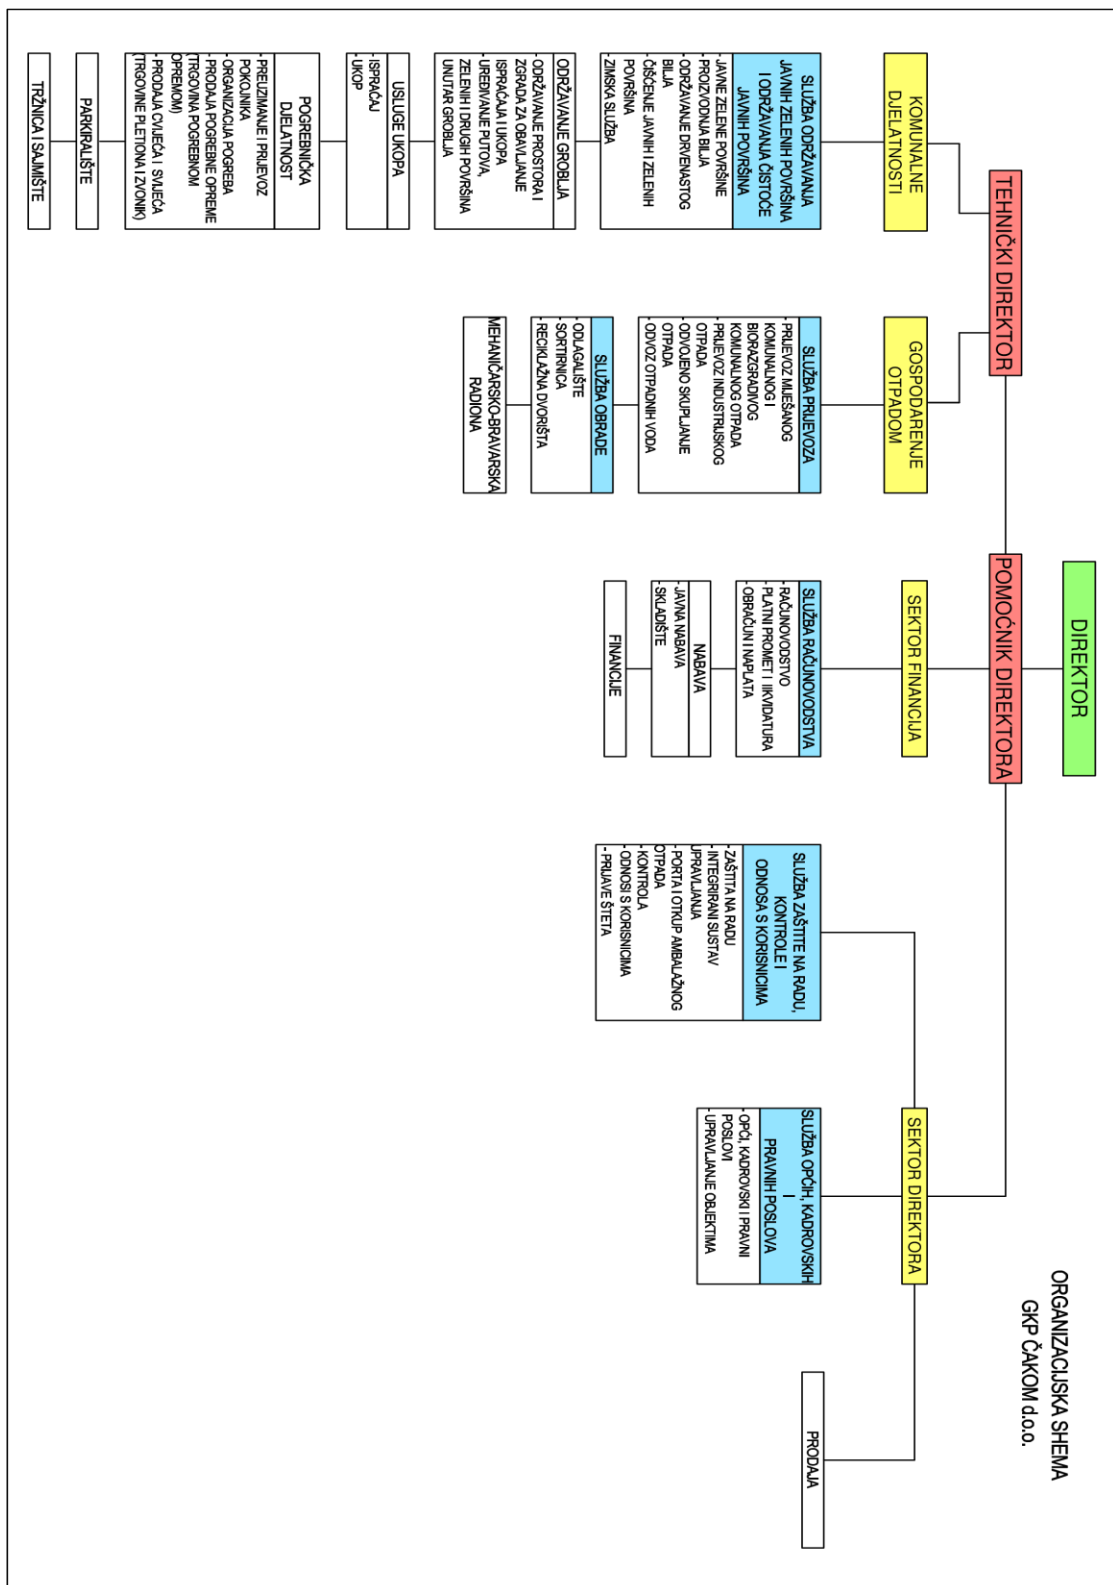 ORGANIZACIJSKA SHEMA
GKP ČAKOM d.o.o.
DIREKTOR
POMOĆNIK DIREKTORA
TEHNIČKI DIREKTOR
KOMUNALNE
DJELATNOSTI
SLUŽBA ODRŽAVANJA
JAVNIH ZELENIH POVRŠINA
I ODRŽAVANJA ČISTOĆE
JAVNIH POVRŠINA
- JAVNE ZELENE POVRŠINE
- PROIZVODNJA BILJA
- ODRŽAVANJE DRVENASTOG
BILJA
- ČIŠĆENJE JAVNIH I ZELENIH
POVRŠINA
- ZIMSKA SLUŽBA
ODRŽAVANJE GROBLJA
- ODRŽAVANJE PROSTORA I
ZGRADA ZA OBAVLJANJE
ISPRAĆAJA I UKOPA
- UREĐIVANJE PUTOVA,
ZELENIH I DRUGIH POVRŠINA
UNUTAR GROBLJA
USLUGE UKOPA
- ISPRAĆAJ
- UKOP
POGREBNIČKA
DJELATNOST
- PREUZIMANJE I PRIJEVOZ
POKOJNIKA
- ORGANIZACIJA POGREBA
- PRODAJA POGREBNE OPREME
(TRGOVINA POGREBNOM
OPREMOM)
- PRODAJA CVIJEĆA I SVIJEĆA
(TRGOVINE PLETIONA I ZVONIK)
PARKIRALIŠTE
TRŽNICA I SAJMIŠTE
GOSPODARENJE
OTPADOM
SLUŽBA PRIJEVOZA
- PRIJEVOZ MIJEŠANOG
KOMUNALNOG I
BIORAZGRADIVOG
KOMUNALNOG OTPADA
- PRIJEVOZ INDUSTRIJSKOG
OTPADA
- ODVOJENO SKUPLJANJE
OTPADA
- ODVOZ OTPADNIH VODA
SLUŽBA OBRADE
- ODLAGALIŠTE
- SORTIRNICA
- RECIKLAŽNA DVORIŠTA
MEHANIČARSKO-BRAVARSKA
RADIONA
SEKTOR FINANCIJA
SLUŽBA RAČUNOVODSTVA
- RAČUNOVODSTVO
- PLATNI PROMET I LIKVIDATURA
- OBRAČUN I NAPLATA
NABAVA
- JAVNA NABAVA
- SKLADIŠTE
FINANCIJE
SEKTOR DIREKTORA
SLUŽBA ZAŠTITE NA RADU,
KONTROLE I
ODNOSA S KORISNICIMA
- ZAŠTITA NA RADU
- INTEGRIRANI SUSTAV
UPRAVLJANJA
- PORTA I OTKUP AMBALAŽNOG
OTPADA
- KONTROLA
- ODNOSI S KORISNICIMA
- PRIJAVE ŠTETA
SLUŽBA OPĆIH, KADROVSKIH
I
PRAVNIH POSLOVA
- OPĆI, KADROVSKI I PRAVNI
POSLOVI
- UPRAVLJANJE OBJEKTIMA
PRODAJA